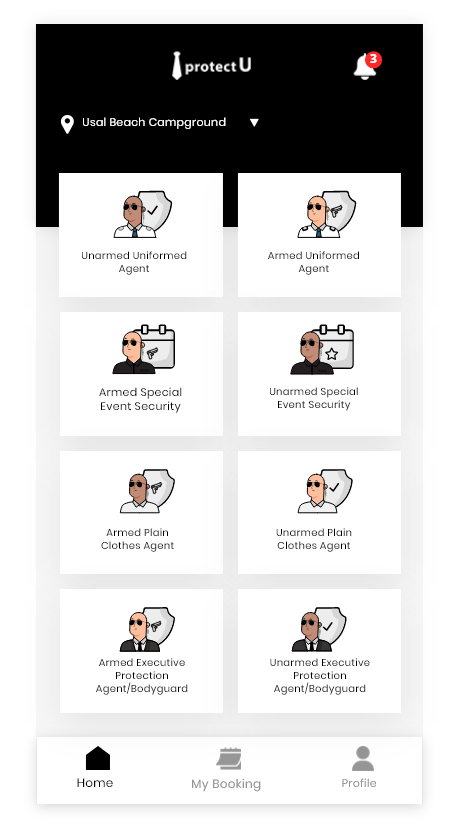 protect U
3
Usal Beach Campground
Unarmed Uniformed
Agent
Armed Uniformed
Agent
Armed Special
Event Security
Unarmed Special
Event Security
Armed Plain
Clothes Agent
Unarmed Plain
Clothes Agent
Armed Executive
Protection
Agent/Bodyguard
Unarmed Executive
Protection
Agent/Bodyguard
Home
My Booking
Profile